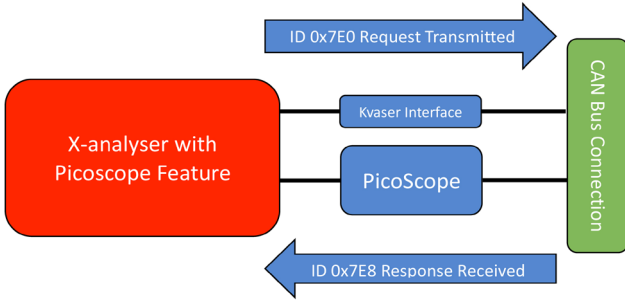 ID 0x7E0 Request Transmitted
X-analyser with
Picoscope Feature
Kvaser Interface
PicoScope
CAN Bus Connection
ID 0x7E8 Response Received